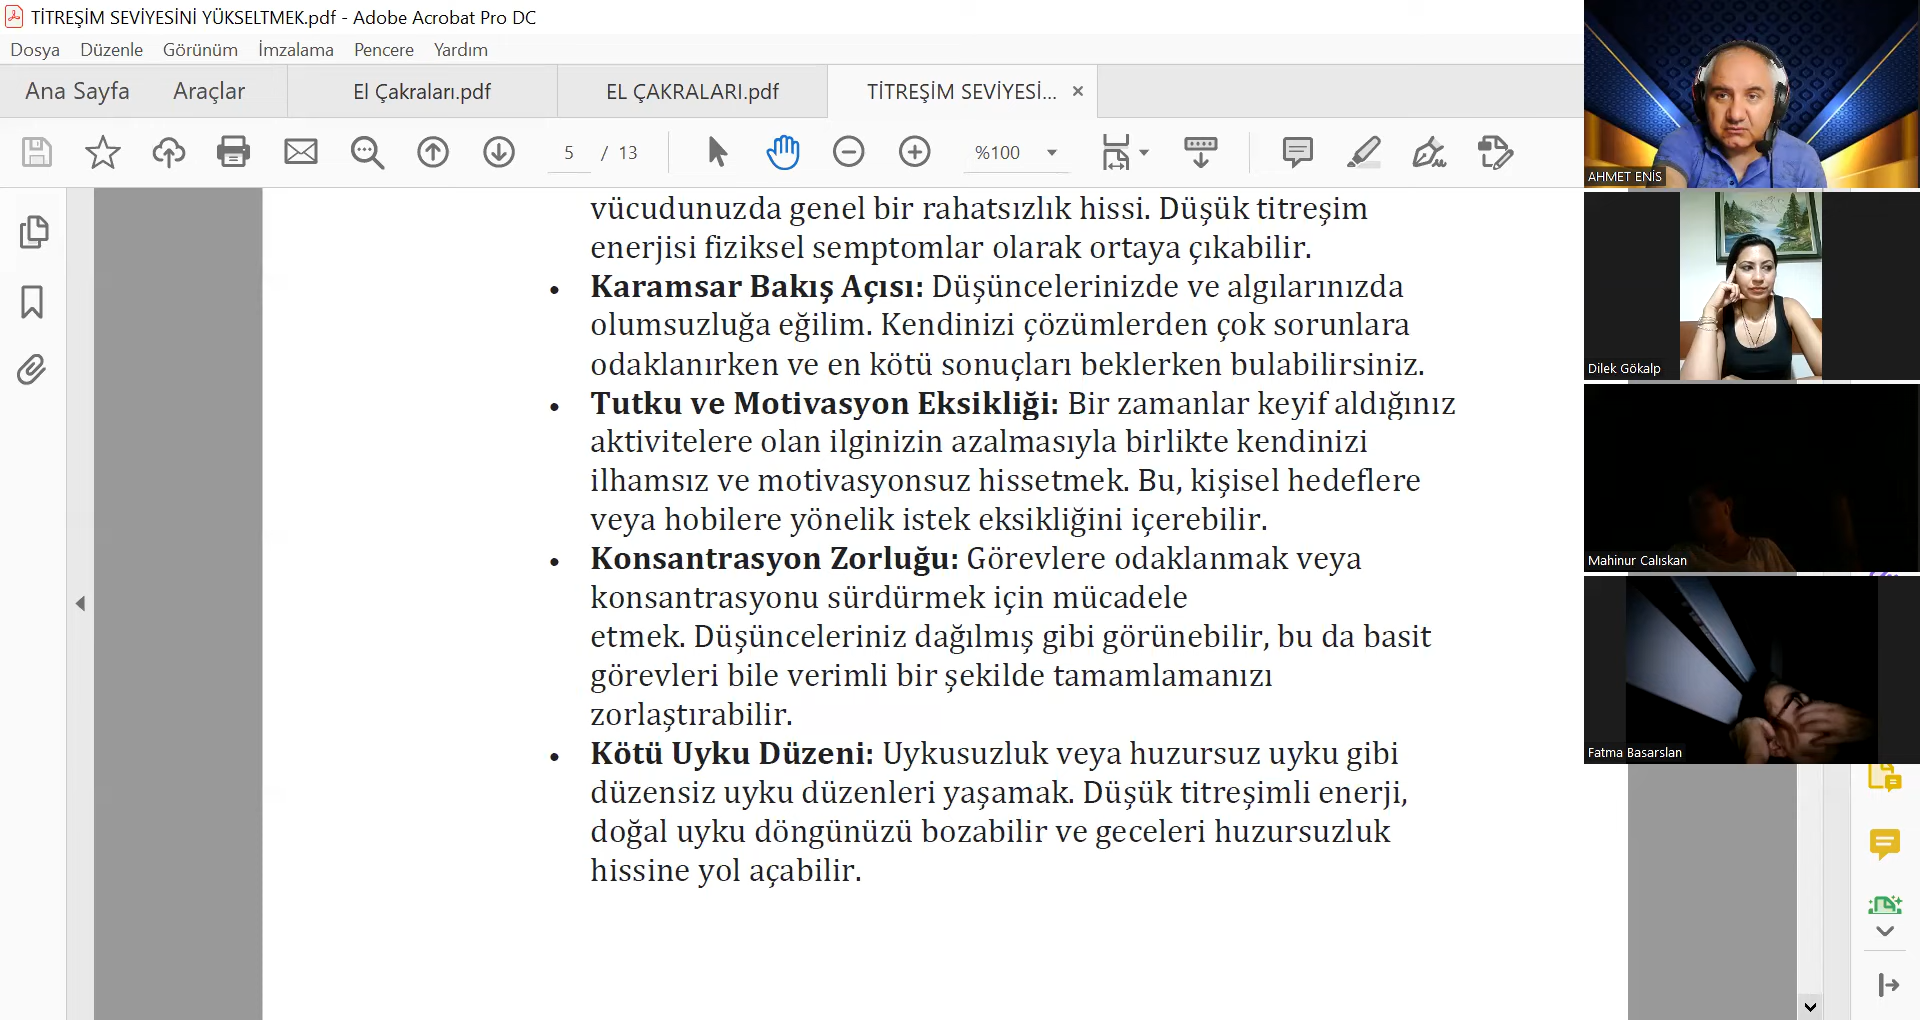 TİTREŞİM SEVİYESİNİ YÜKSELTMEK.pdf - Adobe Acrobat Pro DC
Dosya Düzenle Görünüm İmzalama Pencere Yardım
Ana Sayfa Araçlar El Çakraları.pdf EL ÇAKRALARI.pdf TİTREŞİM SEVİYESİ... ×
5 / 13 %100
vücudunuzda genel bir rahatsızlık hissi. Düşük titreşim
enerjisi fiziksel semptomlar olarak ortaya çıkabilir.
• Karamsar Bakış Açısı: Düşüncelerinizde ve algılarınızda
olumsuzluğa eğilim. Kendinizi çözümlerden çok sorunlara
odaklanırken ve en kötü sonuçları beklerken bulabilirsiniz.
• Tutku ve Motivasyon Eksikliği: Bir zamanlar keyif aldığınız
aktivitelere olan ilginizin azalmasıyla birlikte kendinizi
ilhamsız ve motivasyonsuz hissetmek. Bu, kişisel hedeflere
veya hobilere yönelik istek eksikliğini içerebilir.
• Konsantrasyon Zorluğu: Görevlere odaklanmak veya
konsantrasyonu sürdürmek için mücadele
etmek. Düşünceleriniz dağılmış gibi görünebilir, bu da basit
görevleri bile verimli bir şekilde tamamlamanızı
zorlaştırabilir.
• Kötü Uyku Düzeni: Uykusuzluk veya huzursuz uyku gibi
düzensiz uyku düzenleri yaşamak. Düşük titreşimli enerji,
doğal uyku döngünüzü bozabilir ve geceleri huzursuzluk
hissine yol açabilir.
AHMET ENİS
Dilek Gökalp
Mahinur Calıskan
Fatma Basarslan